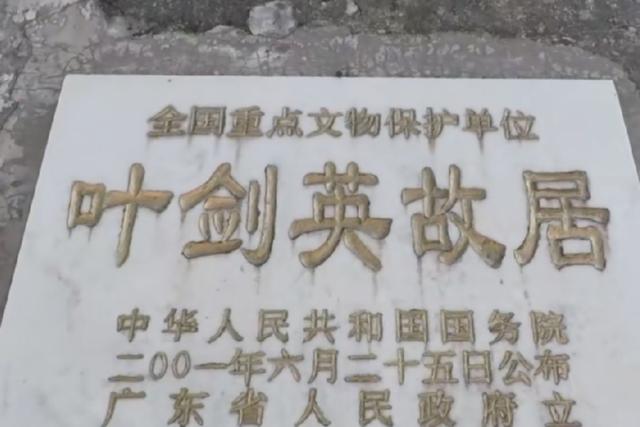 全国重点文物保护单位
叶剑英故居
中华人民共和国国务院
二00一年六月二十五日公布
广东省人民政府立